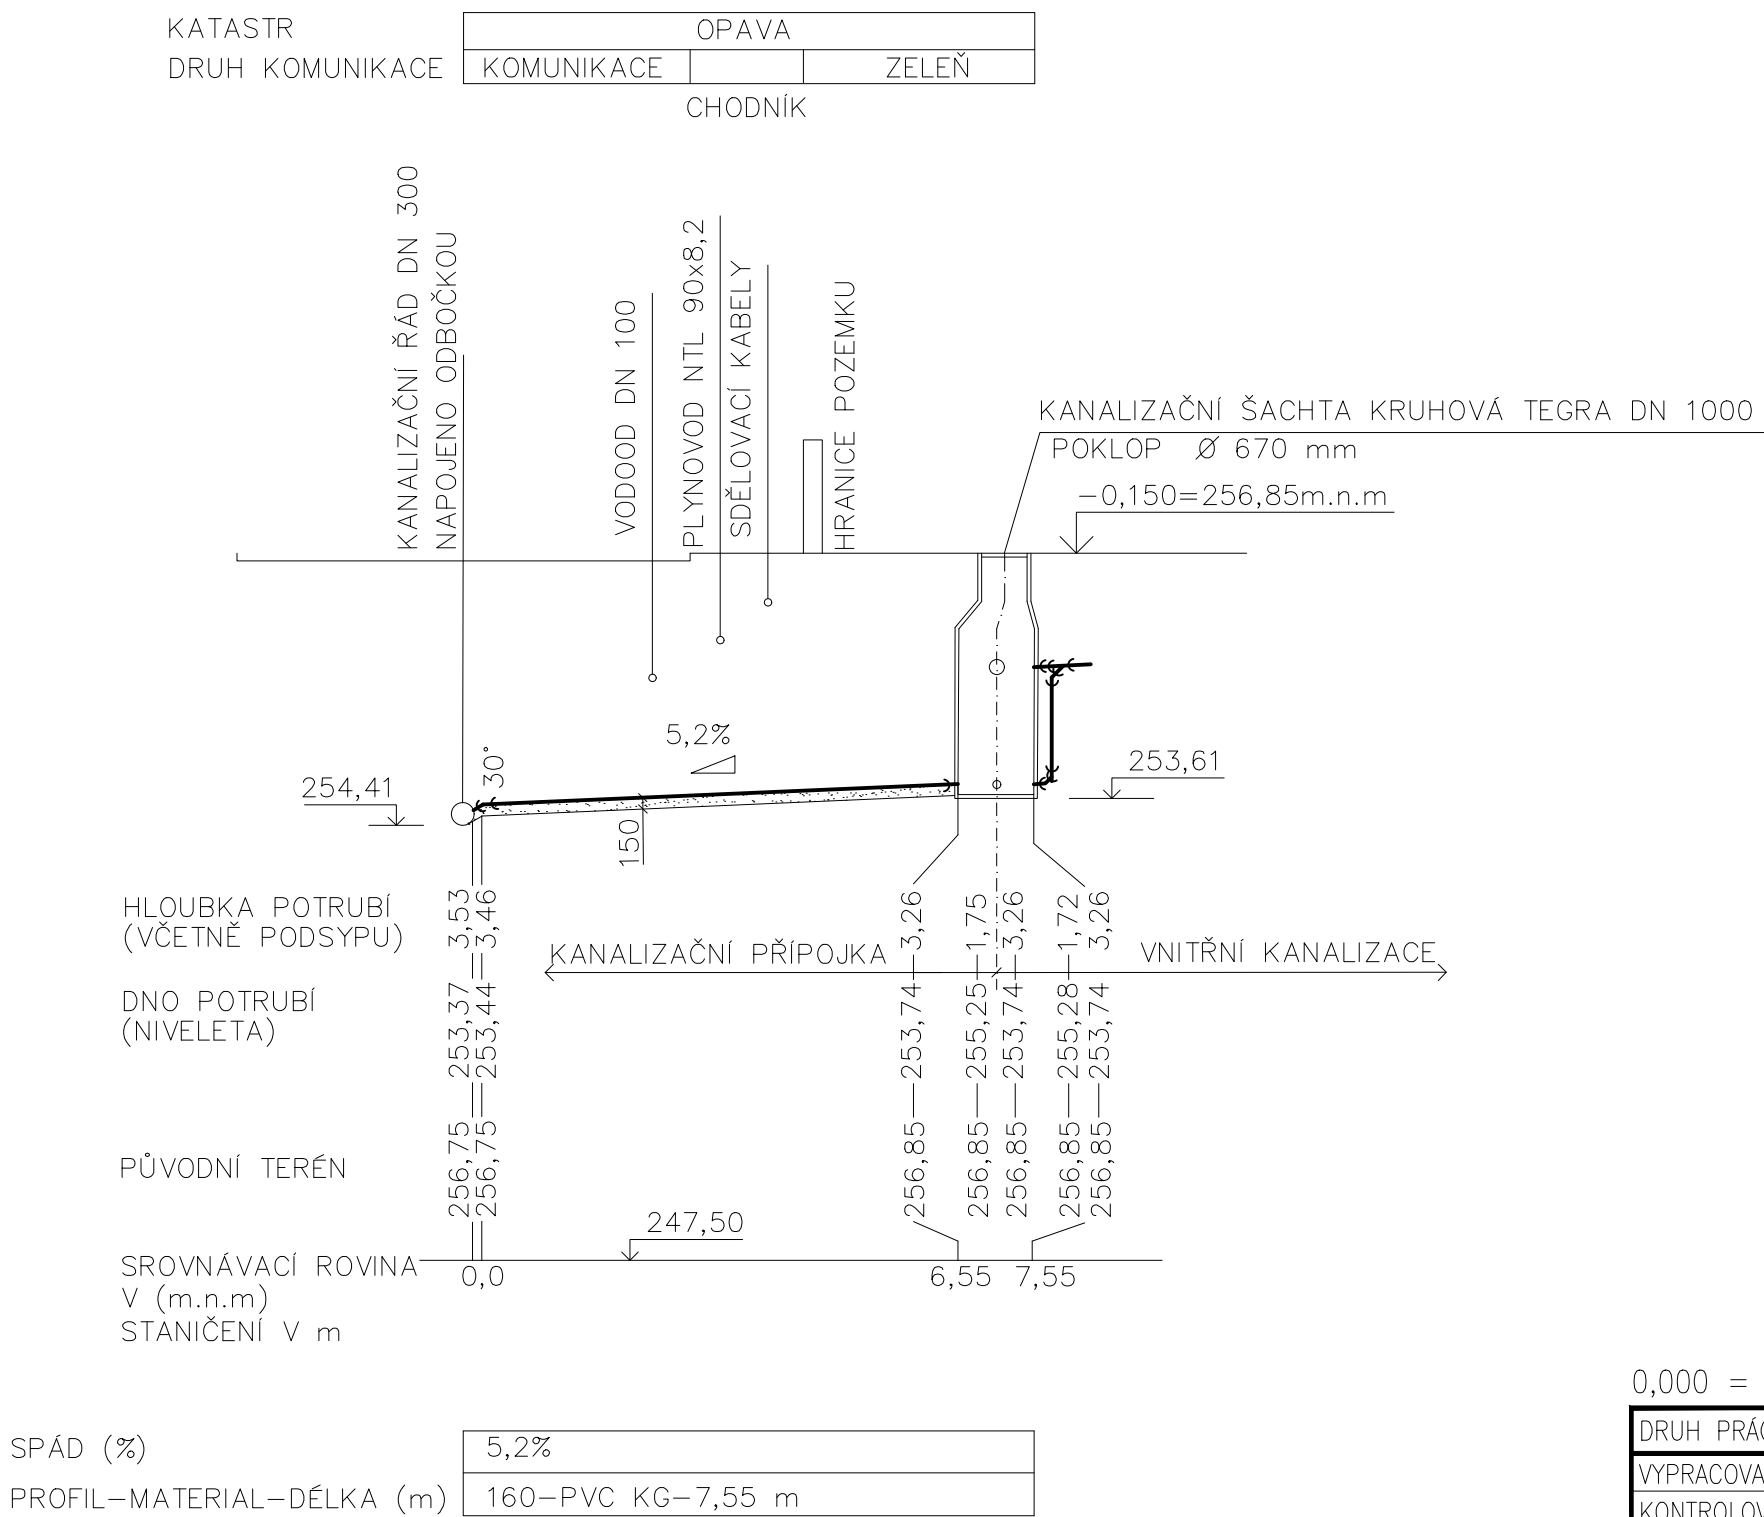 KATASTR
OPAVA
DRUH KOMUNIKACE
KOMUNIKACE
ZELEŇ
CHODNÍK
KANALIZAČNÍ ŘÁD DN 300
NAPOJENO ODBOČKOU
VODOOD DN 100
PLYNOVOD NTL 90x8,2
SDĚLOVACÍ KABELY
HRANICE POZEMKU
KANALIZAČNÍ ŠACHTA KRUHOVÁ TEGRA DN 1000
POKLOP Ø 670 mm
-0,150=256,85m.n.m
5,2%
30°
254,41
253,61
150
HLOUBKA POTRUBÍ
(VČETNĚ PODSYPU)
3,53
3,46
3,26
1,75
3,26
1,72
3,26
KANALIZAČNÍ PŘÍPOJKA
VNITŘNÍ KANALIZACE
DNO POTRUBÍ
(NIVELETA)
253,37
253,44
253,74
255,25
253,74
255,28
253,74
PŮVODNÍ TERÉN
256,75
256,75
256,85
256,85
256,85
256,85
256,85
247,50
SROVNÁVACÍ ROVINA
V (m.n.m)
STANIČENÍ V m
0,0
6,55
7,55
0,000 =
DRUH PRÁC
VYPRACOVA
KONTROLOV
SPÁD (%)
5,2%
PROFIL-MATERIAL-DÉLKA (m)
160-PVC KG-7,55 m